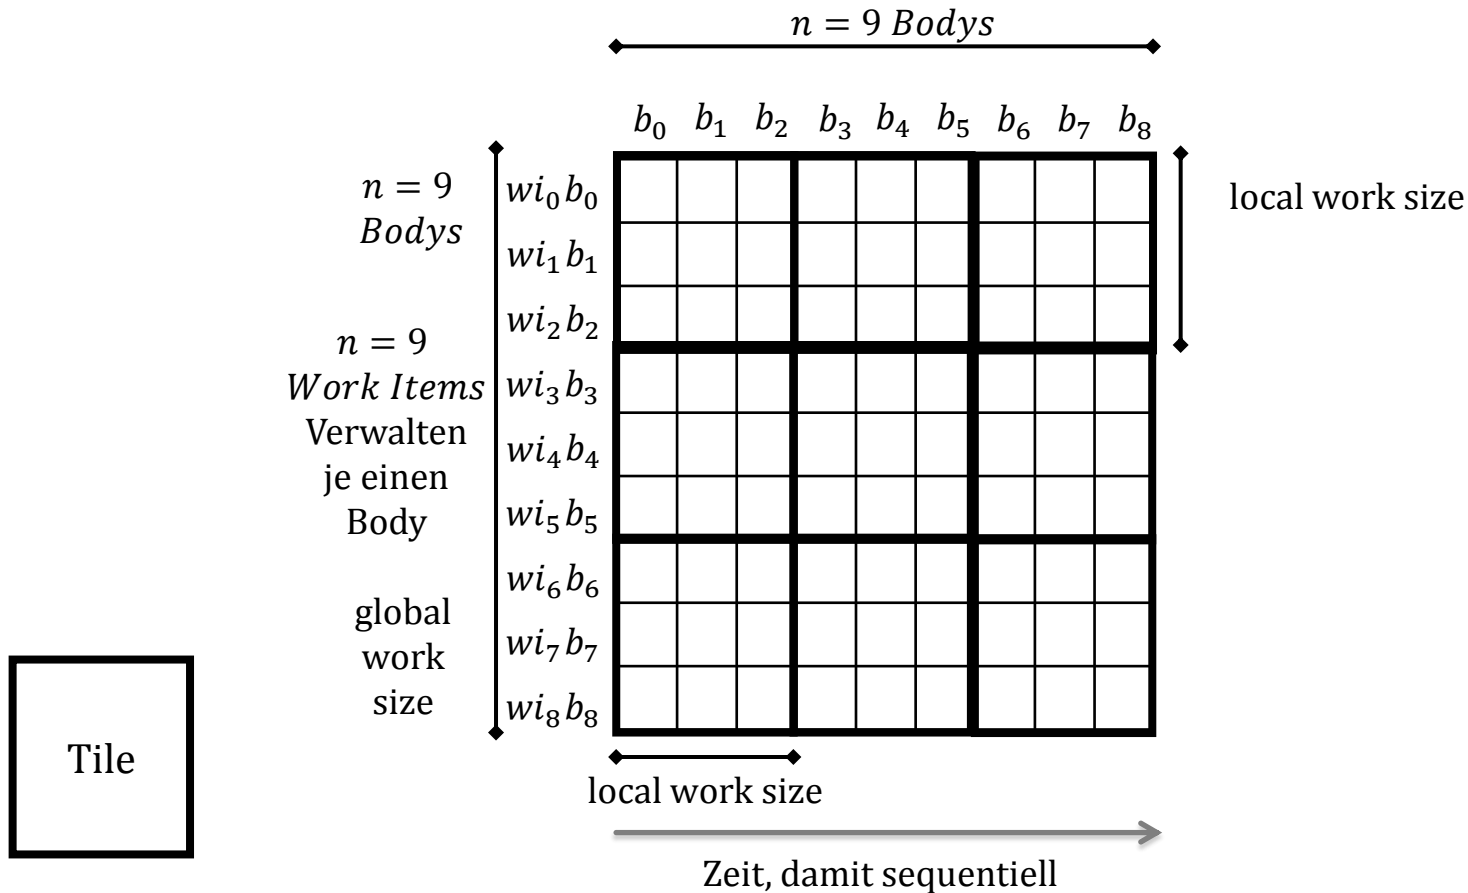 n = 9 Bodys
b₀ b₁ b₂ b₃ b₄ b₅ b₆ b₇ b₈
n = 9
Bodys
wi₀b₀
local work size
wi₁b₁
wi₂b₂
n = 9
Work Items
Verwalten
je einen
Body
wi₃b₃
wi₄b₄
wi₅b₅
global
work
size
wi₆b₆
wi₇b₇
wi₈b₈
Tile
local work size
Zeit, damit sequentiell